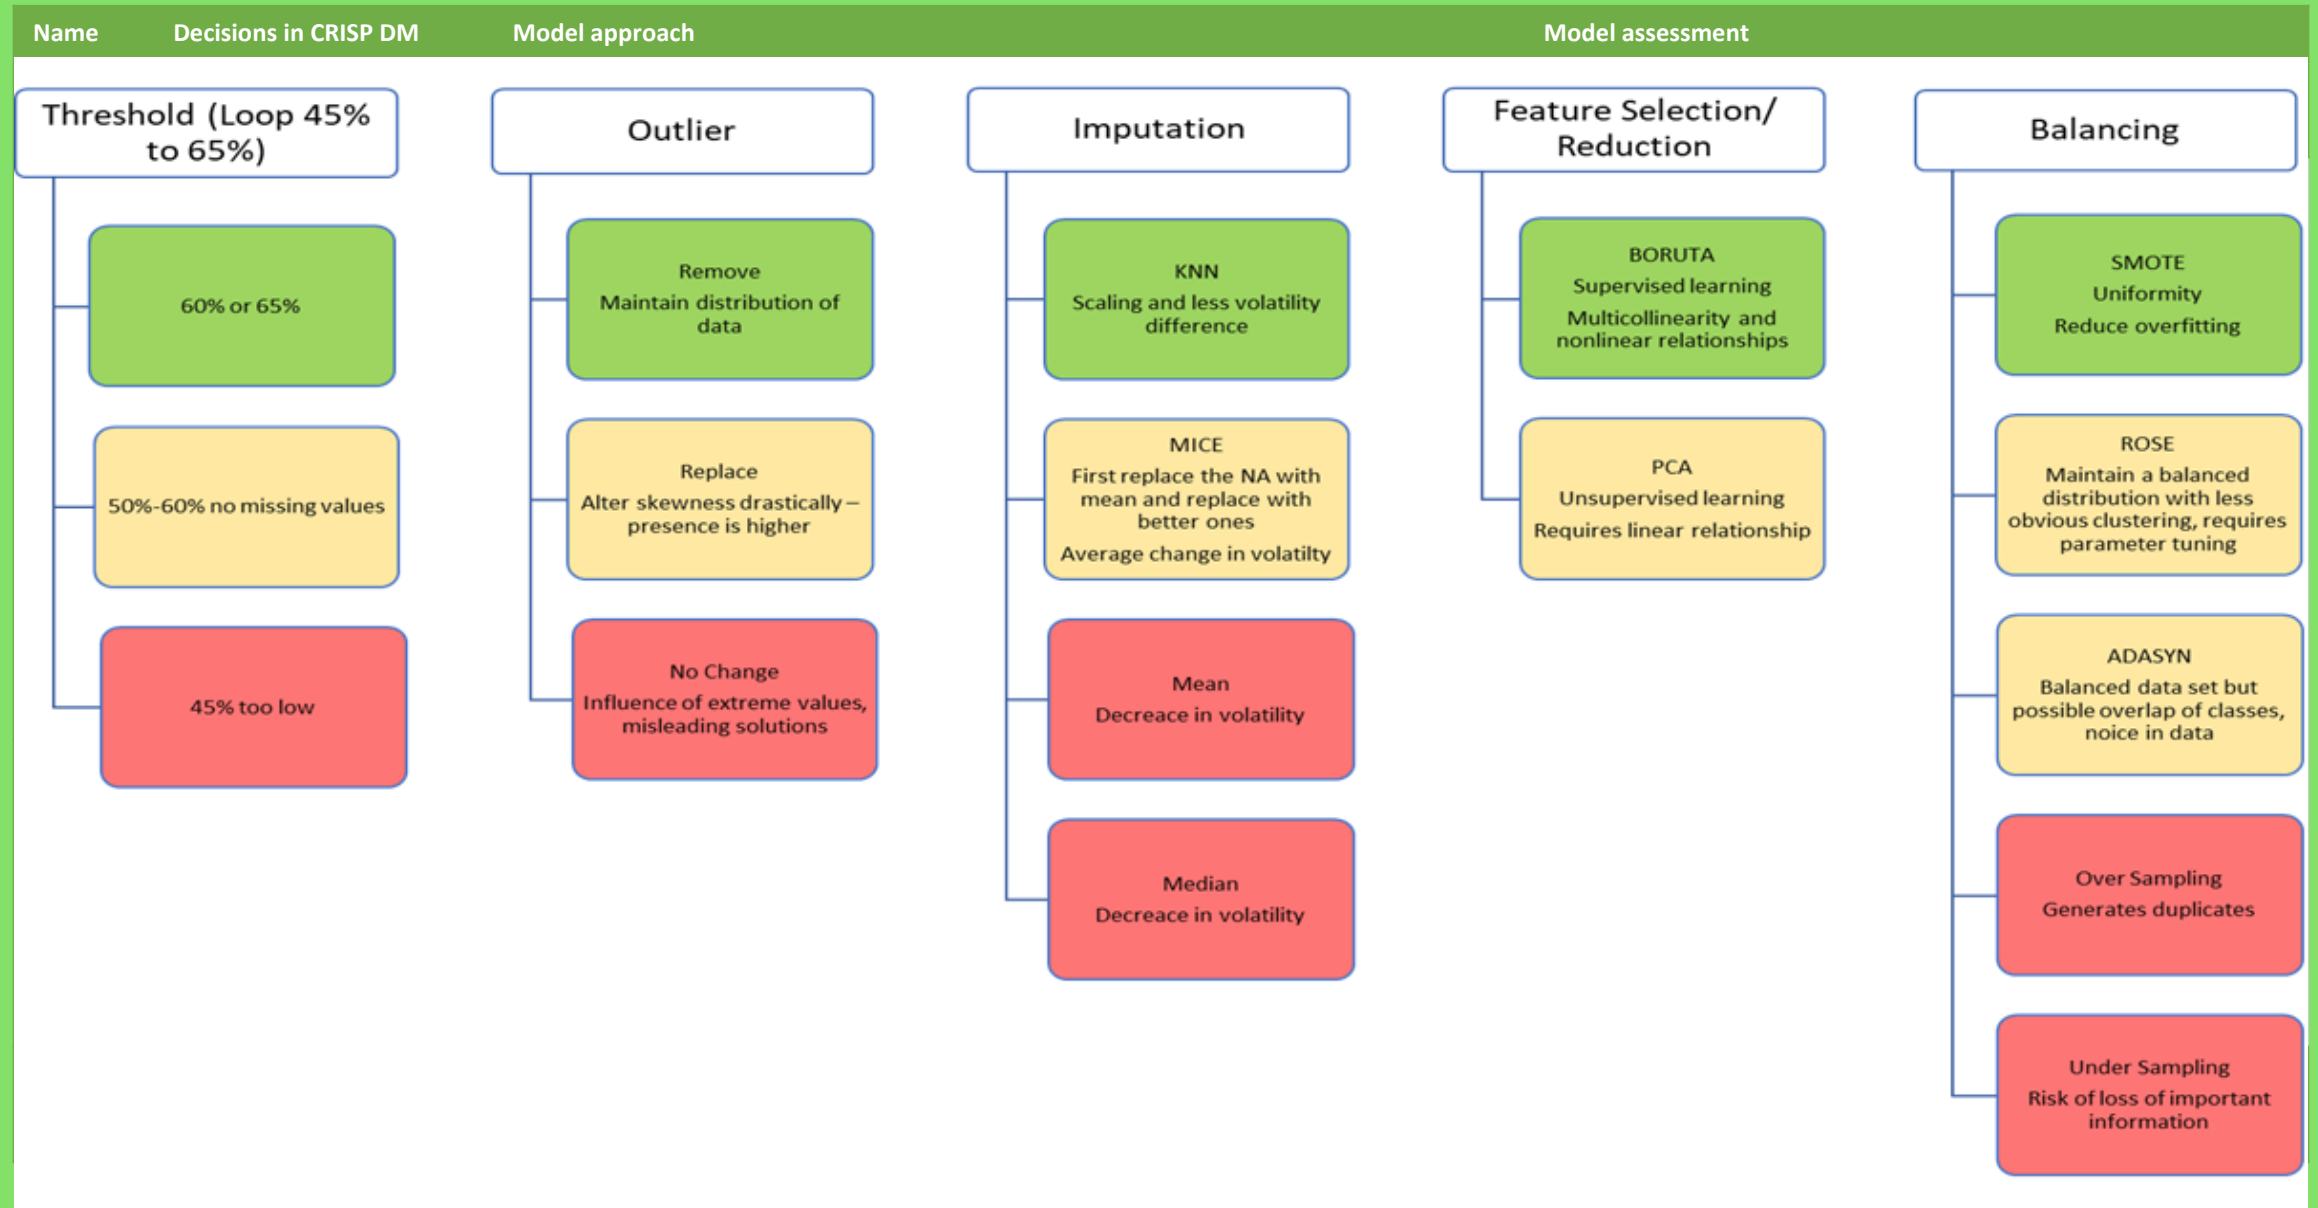 Name Decisions in CRISP DM Model approach Model assessment
Threshold (Loop 45%
to 65%)
60% or 65%
50%-60% no missing values
45% too low
Outlier
Remove
Maintain distribution of
data
Replace
Alter skewness drastically –
presence is higher
No Change
Influence of extreme values,
misleading solutions
Imputation
KNN
Scaling and less volatility
difference
MICE
First replace the NA with
mean and replace with
better ones
Average change in volatilty
Mean
Decreace in volatility
Median
Decreace in volatility
Feature Selection/
Reduction
BORUTA
Supervised learning
Multicollinearity and
nonlinear relationships
PCA
Unsupervised learning
Requires linear relationship
Balancing
SMOTE
Uniformity
Reduce overfitting
ROSE
Maintain a balanced
distribution with less
obvious clustering, requires
parameter tuning
ADASYN
Balanced data set but
possible overlap of classes,
noice in data
Over Sampling
Generates duplicates
Under Sampling
Risk of loss of important
information